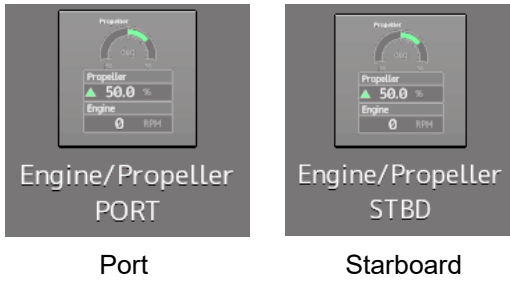 Propeller
Propeller
50.0 %
Engine
0 RPM
Engine/Propeller
PORT
Port
Propeller
Propeller
50.0 %
Engine
0 RPM
Engine/Propeller
STBD
Starboard